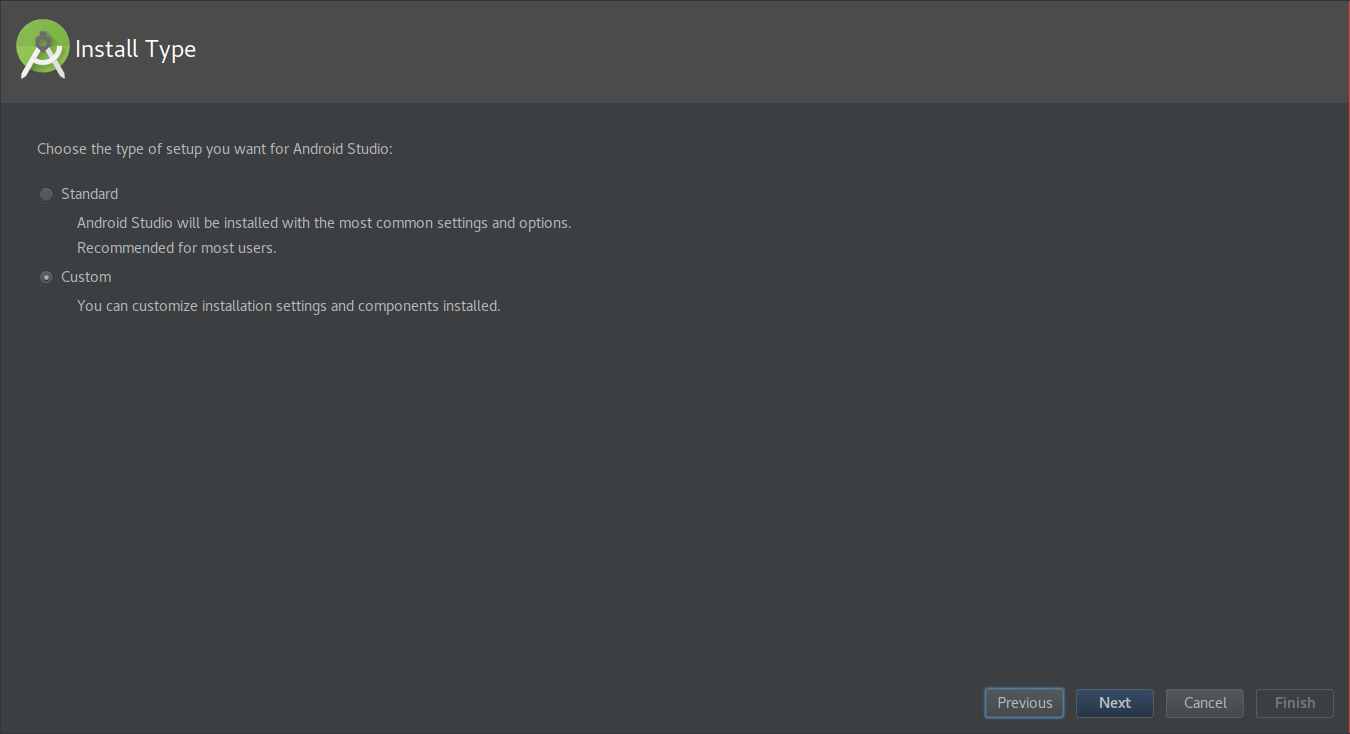 Install Type
Choose the type of setup you want for Android Studio:
Standard
Android Studio will be installed with the most common settings and options.
Recommended for most users.
Custom
You can customize installation settings and components installed.
Previous
Next
Cancel
Finish